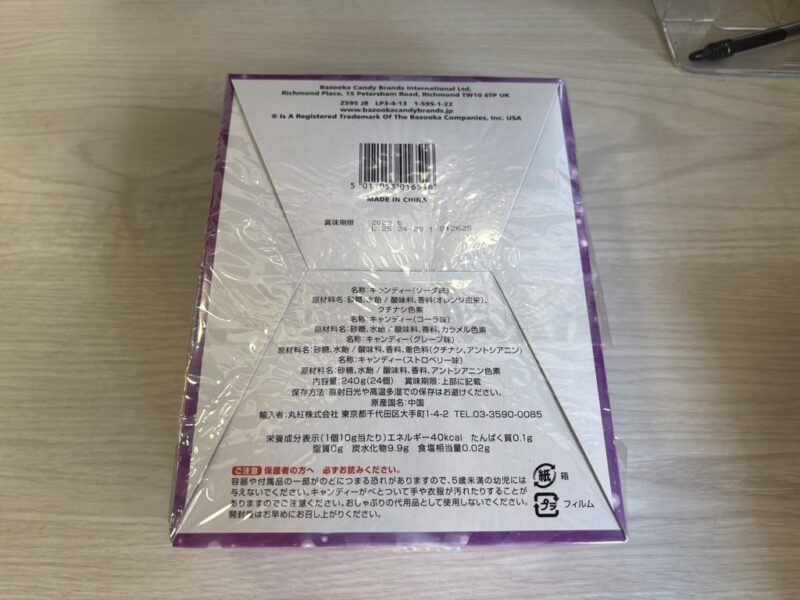 Bazooka Candy Brands International Ltd,
Richmond Place, 15 Petersham Road, Richmond TW10 6TP UK
ZS95 J8 LP3-4-13 1-S95-1-22
www.bazookacandybrands.jp
® Is A Registered Trademark Of The Bazooka Companies, Inc. USA
5 011053 016516
MADE IN CHINA
賞味期限
名称:キャンディー(ソーダ味)
原材料名:砂糖、水飴 / 酸味料、香料(オレンジ由来)、
クチナシ色素
名称:キャンディー(コーラ味)
原材料名:砂糖、水飴 / 酸味料、香料、カラメル色素
名称:キャンディー(グレープ味)
原材料名:砂糖、水飴 / 酸味料、香料、着色料(クチナシ、アントシアニン)
名称:キャンディー(ストロベリー味)
原材料名:砂糖、水飴 / 酸味料、香料、アントシアニン色素
内容量:240g(24個) 賞味期限:上部に記載
保存方法:直射日光や高温多湿での保存はお避けください。
原産国名:中国
輸入者:丸紅株式会社 東京都千代田区大手町1-4-2 TEL.03-3590-0085
栄養成分表示(1個10g当たり)エネルギー40kcal たんぱく質0.1g
脂質0g 炭水化物9.9g 食塩相当量0.02g
ご注意 保護者の方へ 必ずお読みください。
容器や付属品の一部がのどにつまる恐れがありますので、5歳未満の幼児には
与えないでください。キャンディーがべとついて手や衣服が汚れたりすることが
ありますのでご注意ください。おしゃぶりの代用品として使用しないでください。
開封後はお早めにお召し上がりください。
紙 箱
プラ フィルム